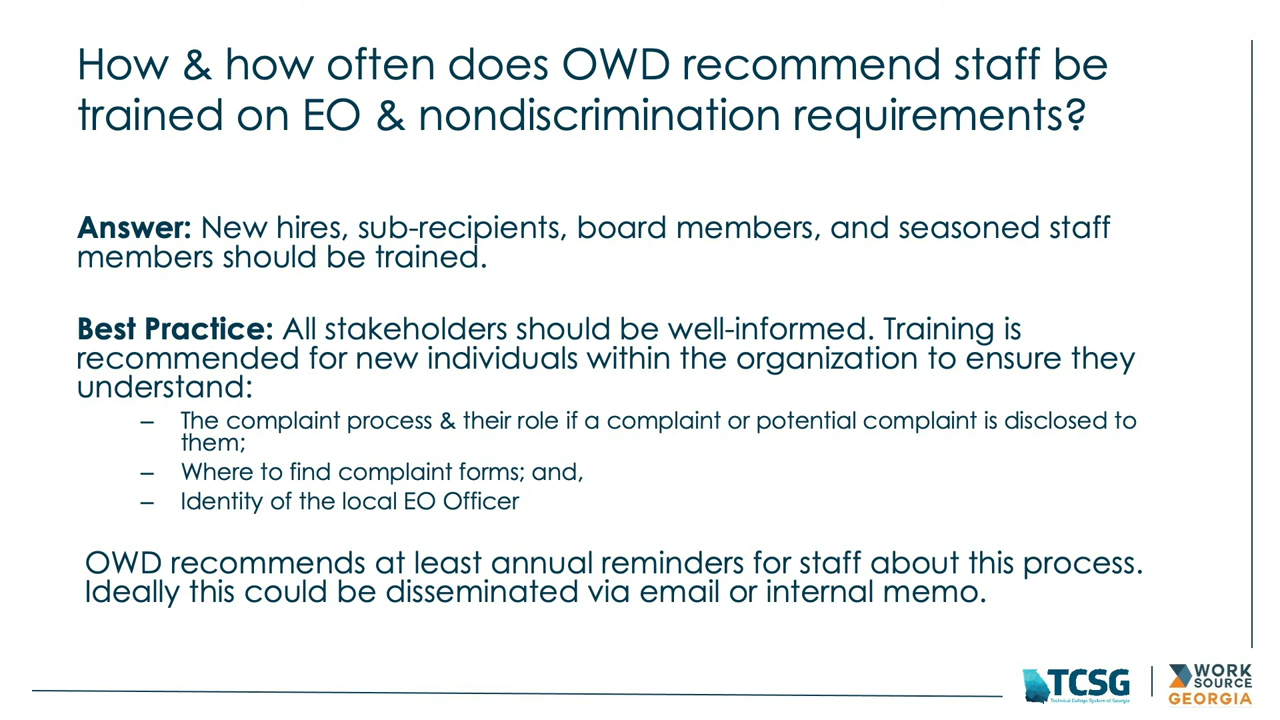 How & how often does OWD recommend staff be
trained on EO & nondiscrimination requirements?
Answer: New hires, sub-recipients, board members, and seasoned staff
members should be trained.
Best Practice: All stakeholders should be well-informed. Training is
recommended for new individuals within the organization to ensure they
understand:
– The complaint process & their role if a complaint or potential complaint is disclosed to
them;
– Where to find complaint forms; and,
– Identity of the local EO Officer
OWD recommends at least annual reminders for staff about this process.
Ideally this could be disseminated via email or internal memo.
TCSG
Technical College System of Georgia
WORK
SOURCE
GEORGIA